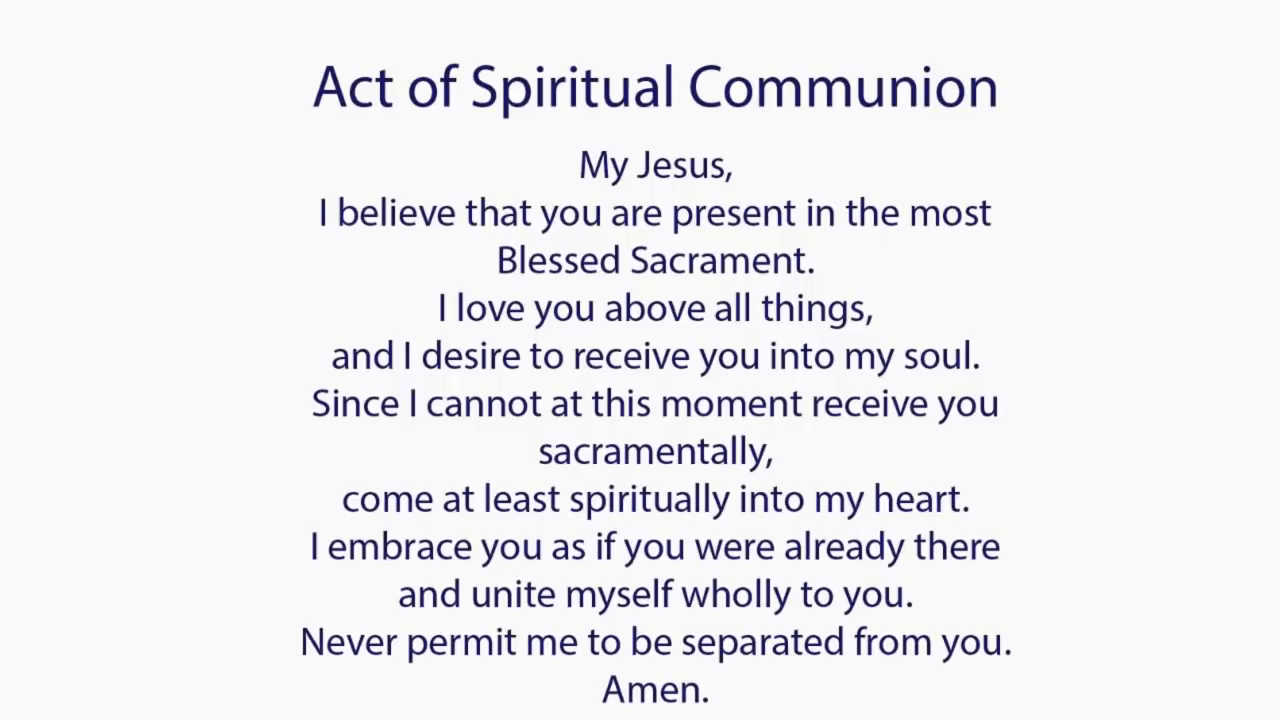 Act of Spiritual Communion
My Jesus,
I believe that you are present in the most
Blessed Sacrament.
I love you above all things,
and I desire to receive you into my soul.
Since I cannot at this moment receive you
sacramentally,
come at least spiritually into my heart.
I embrace you as if you were already there
and unite myself wholly to you.
Never permit me to be separated from you.
Amen.